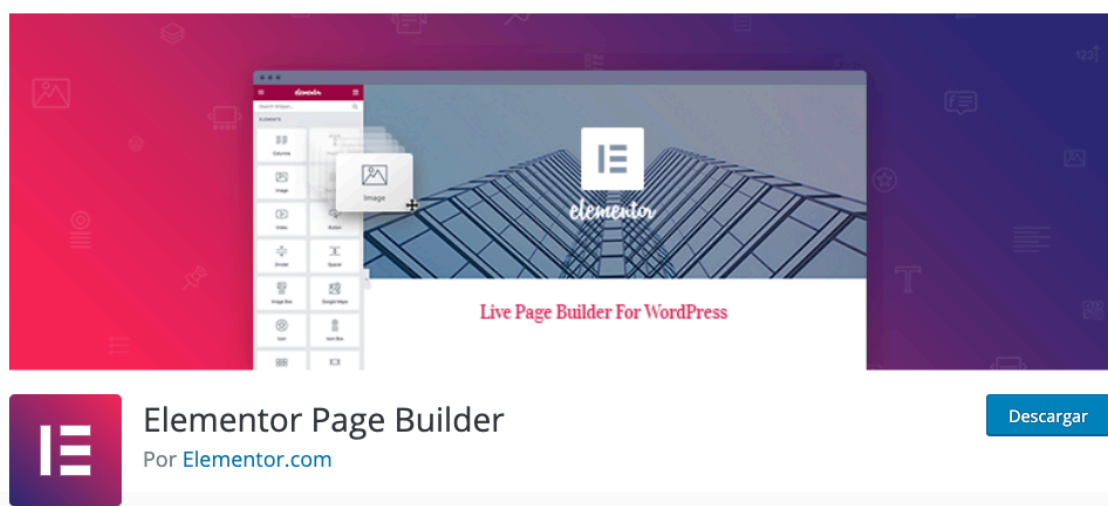 elementor
Search Widget...
ELEMENTS
Columns
Image
Image
Video
Button
Divider
Spacer
Image Box
Google Maps
Icon
Icon Box
elementor
Live Page Builder For WordPress
Elementor Page Builder
Descargar
Por Elementor.com